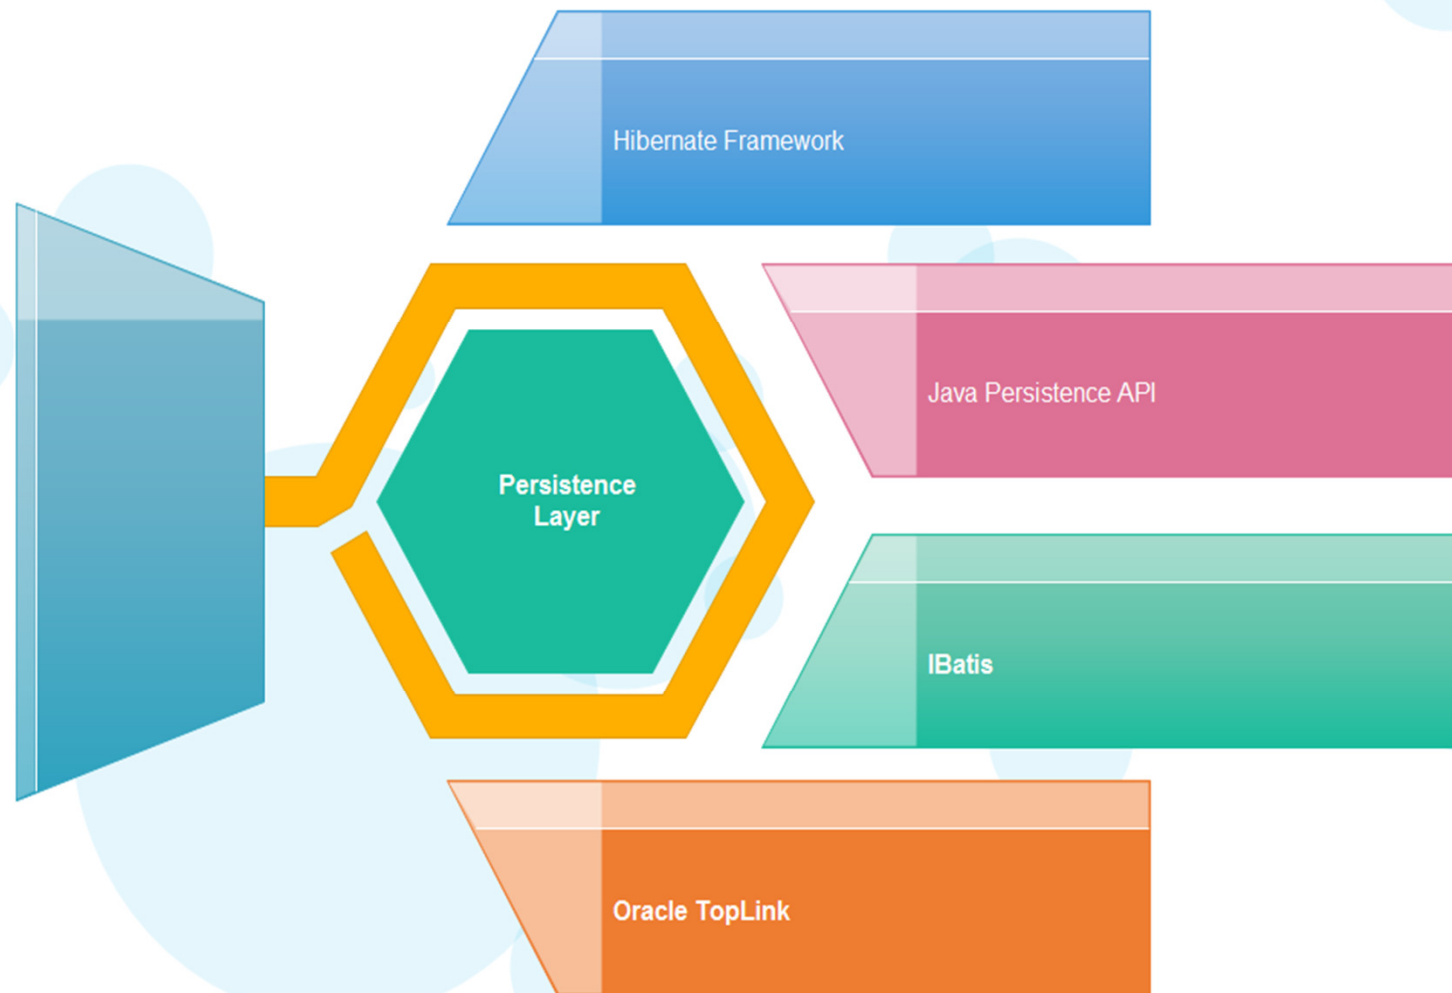 Hibernate Framework
Java Persistence API
Persistence
Layer
IBatis
Oracle TopLink